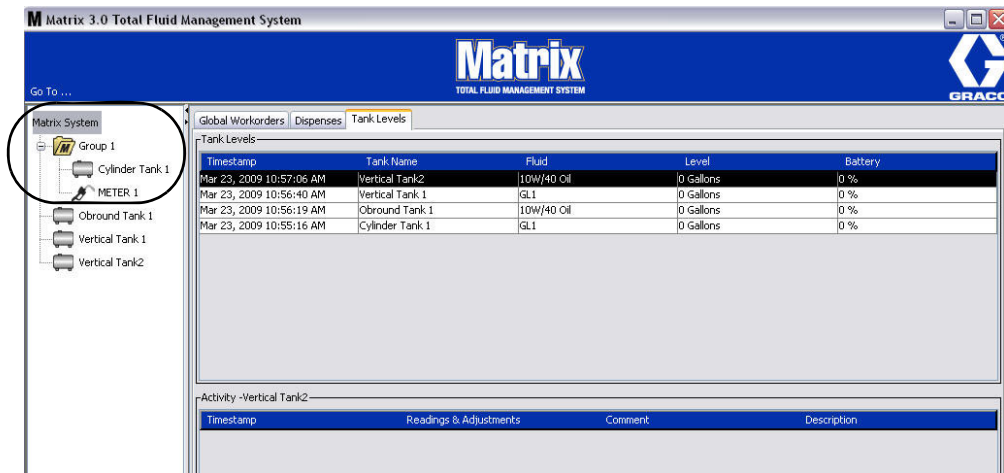 M Matrix 3.0 Total Fluid Management System
Matrix
TOTAL FLUID MANAGEMENT SYSTEM
GRACO
Go To ...
Matrix System
Group 1
Cylinder Tank 1
METER 1
Obround Tank 1
Vertical Tank 1
Vertical Tank2
Global Workorders Dispenses Tank Levels
Tank Levels
Timestamp Tank Name Fluid Level Battery
Mar 23, 2009 10:57:06 AM Vertical Tank2 10W/40 Oil 0 Gallons 0 %
Mar 23, 2009 10:56:40 AM Vertical Tank 1 GL1 0 Gallons 0 %
Mar 23, 2009 10:56:19 AM Obround Tank 1 10W/40 Oil 0 Gallons 0 %
Mar 23, 2009 10:55:16 AM Cylinder Tank 1 GL1 0 Gallons 0 %
Activity -Vertical Tank2
Timestamp Readings & Adjustments Comment Description